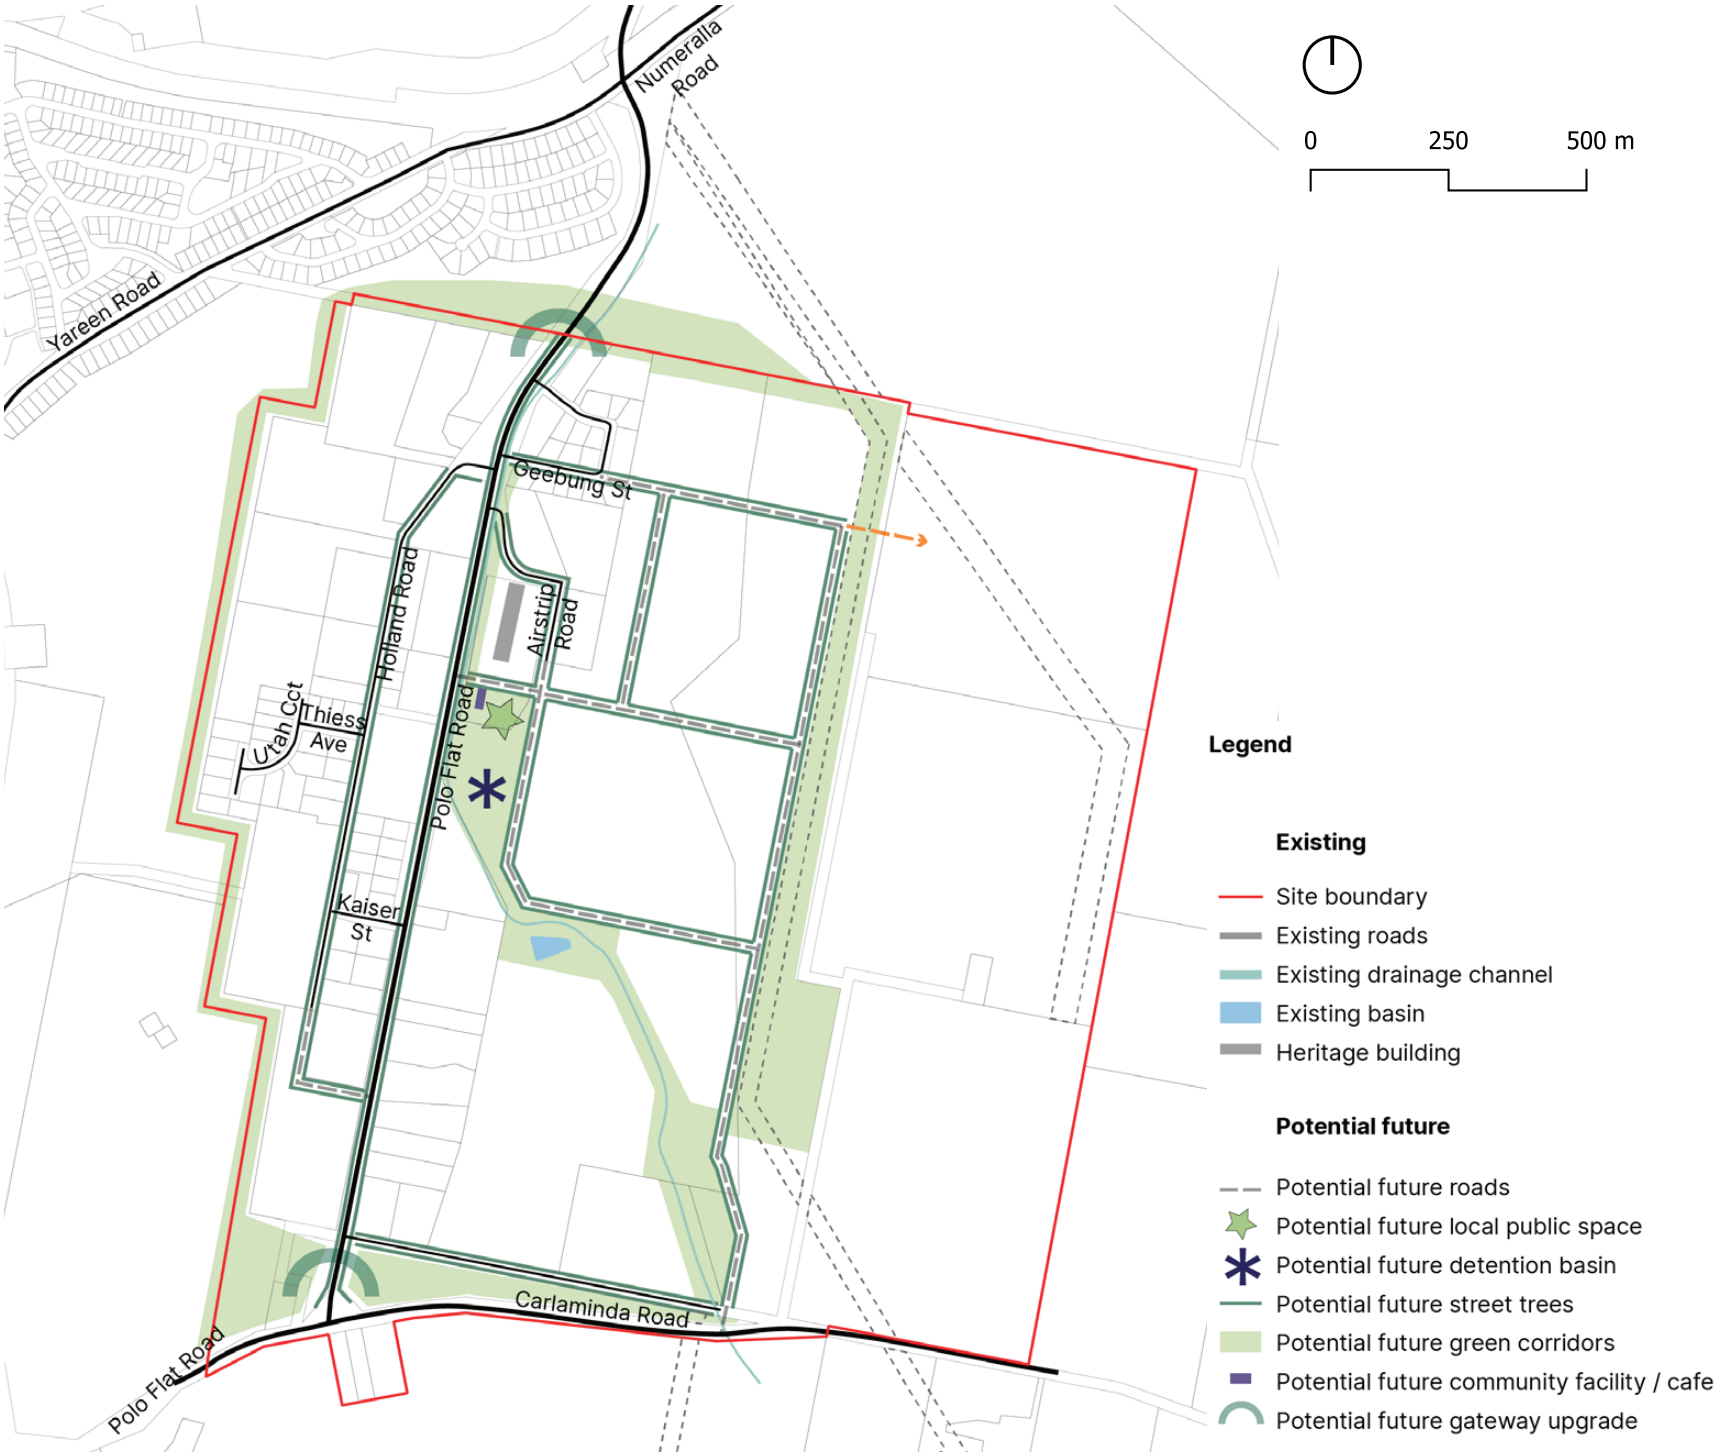 Numeralla
Road
0 250 500 m
Yareen Road
Geebung St
Holland Road
Airstrip
Road
Utah Cct
Thiess
Ave
Polo Flat Road
Kaiser
St
Carlaminda Road
Polo Flat Road
Legend
Existing
Site boundary
Existing roads
Existing drainage channel
Existing basin
Heritage building
Potential future
Potential future roads
Potential future local public space
Potential future detention basin
Potential future street trees
Potential future green corridors
Potential future community facility / cafe
Potential future gateway upgrade